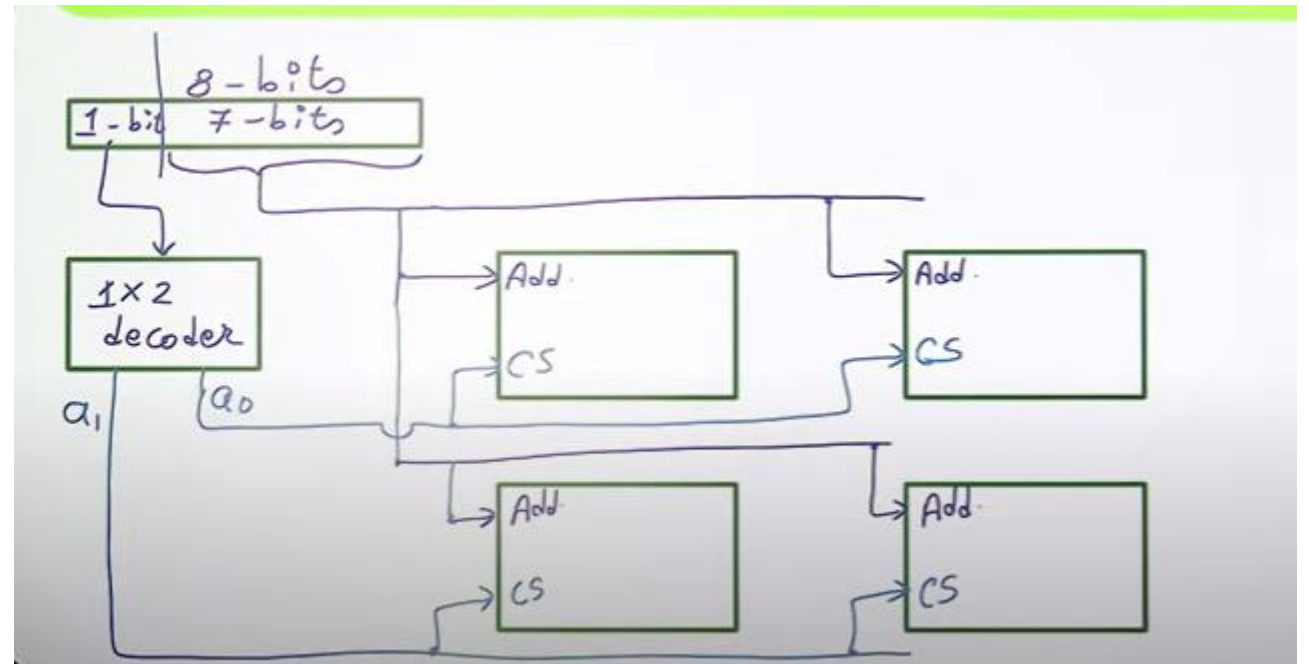 8-bits
1-bit 7-bits
1×2
decoder
a₁
a₀
Add.
CS
Add.
CS
Add.
CS
Add.
CS